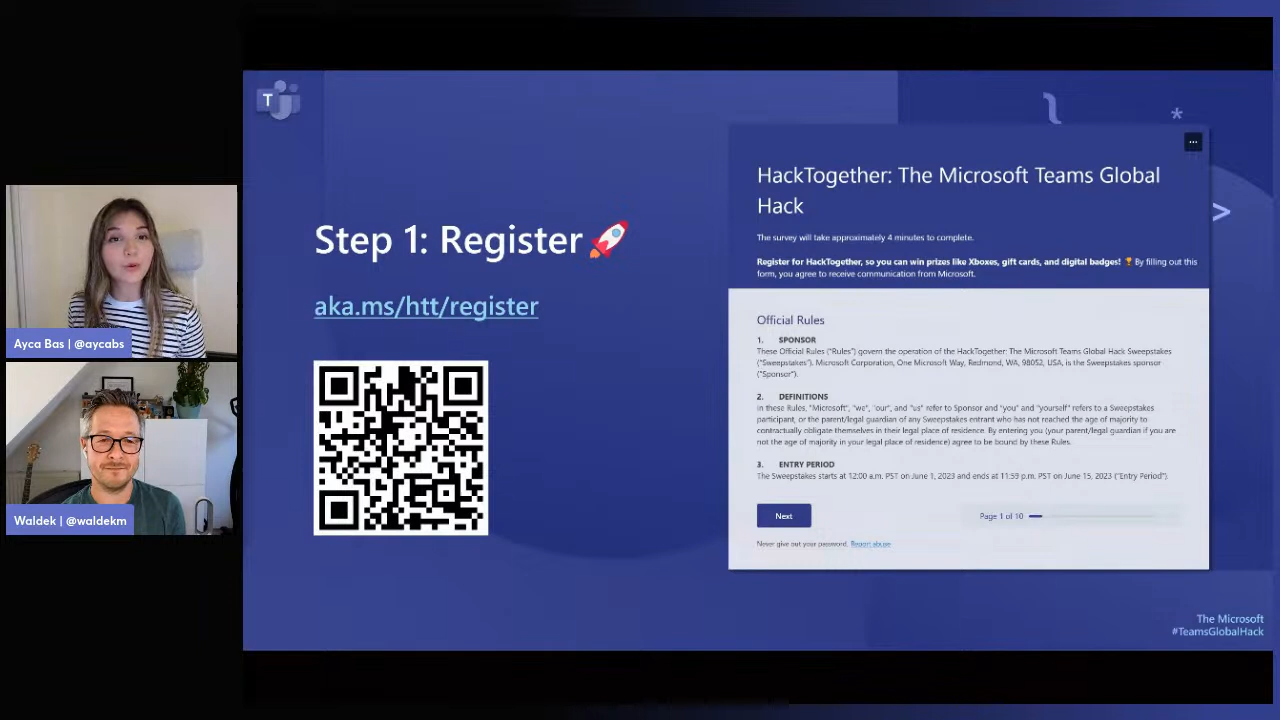 T
Step 1: Register 🚀
aka.ms/htt/register
HackTogether: The Microsoft Teams Global
Hack
The survey will take approximately 4 minutes to complete.
Register for HackTogether, so you can win prizes like Xboxes, gift cards, and digital badges! 🏆 By filling out this
form, you agree to receive communication from Microsoft.
Official Rules
1. SPONSOR
These Official Rules ("Rules") govern the operation of the HackTogether: The Microsoft Teams Global Hack Sweepstakes
("Sweepstakes"). Microsoft Corporation, One Microsoft Way, Redmond, WA, 98052, USA, is the Sweepstakes sponsor
("Sponsor").
2. DEFINITIONS
In these Rules, "Microsoft", "we", "our", and "us" refer to Sponsor and "you" and "yourself" refers to a Sweepstakes
participant, or the parent/legal guardian of any Sweepstakes entrant who has not reached the age of majority to
contractually obligate themselves in their legal place of residence. By entering you (your parent/legal guardian if you are
not the age of majority in your legal place of residence) agree to be bound by these Rules.
3. ENTRY PERIOD
The Sweepstakes starts at 12:00 a.m. PST on June 1, 2023 and ends at 11:59 p.m. PST on June 15, 2023 ("Entry Period").
Next
Page 1 of 10
Never give out your password. Report abuse
The Microsoft
#TeamsGlobalHack
Ayca Bas | @aycabs
Waldek | @waldekm